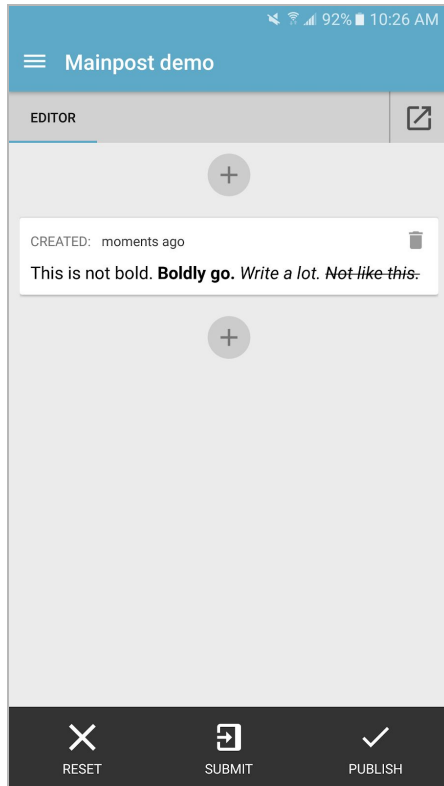 92% 10:26 AM
Mainpost demo
EDITOR
CREATED: moments ago
This is not bold. Boldly go. Write a lot. Not like this.
RESET SUBMIT PUBLISH